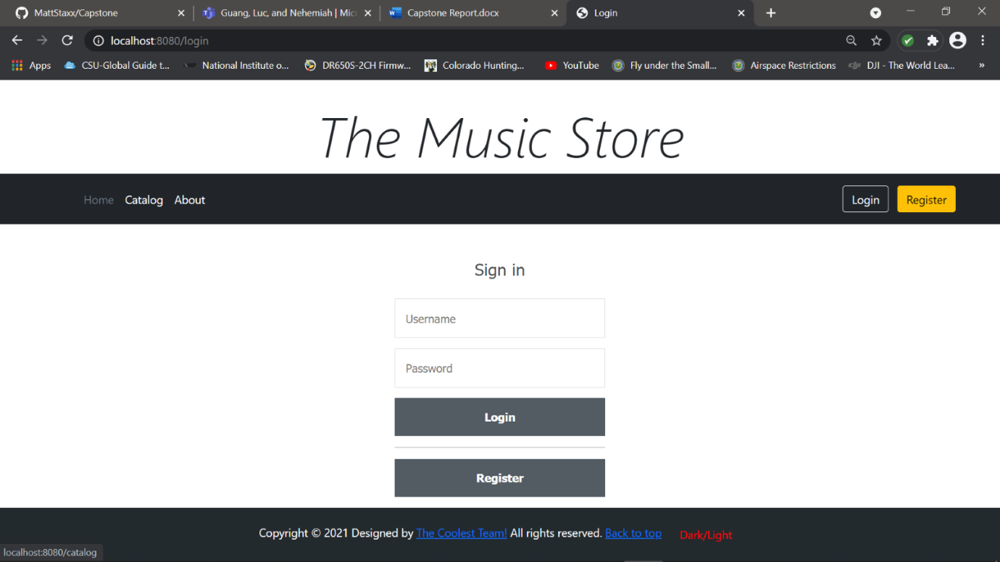 MattStaxx/Capstone
Guang, Luc, and Nehemiah | Mic
Capstone Report.docx
Login
localhost:8080/login
Apps
CSU-Global Guide t...
National Institute o...
DR650S-2CH Firmw...
Colorado Hunting...
YouTube
Fly under the Small...
Airspace Restrictions
DJI - The World Lea...
»
The Music Store
Home Catalog About
Login
Register
Sign in
Username
Password
Login
Register
Copyright © 2021 Designed by The Coolest Team! All rights reserved. Back to top Dark/Light
localhost:8080/catalog